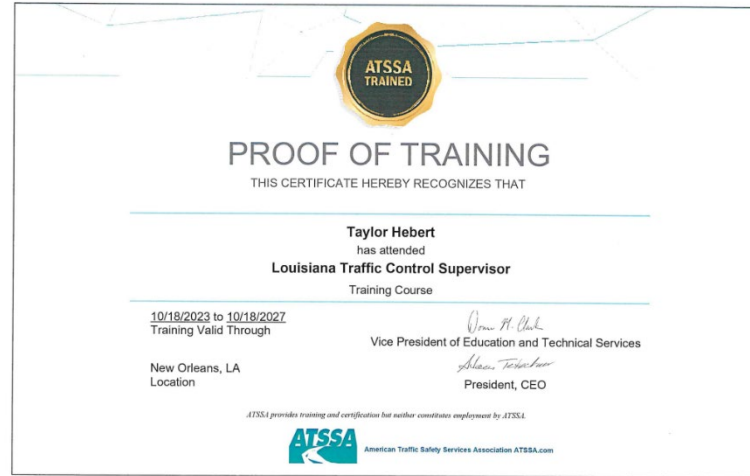 ATSSA
TRAINED
PROOF OF TRAINING
THIS CERTIFICATE HEREBY RECOGNIZES THAT
Taylor Hebert
has attended
Louisiana Traffic Control Supervisor
Training Course
10/18/2023 to 10/18/2027
Training Valid Through
Vice President of Education and Technical Services
New Orleans, LA
Location
President, CEO
ATSSA provides training and certification but neither constitutes employment by ATSSA.
ATSSA
American Traffic Safety Services Association ATSSA.com